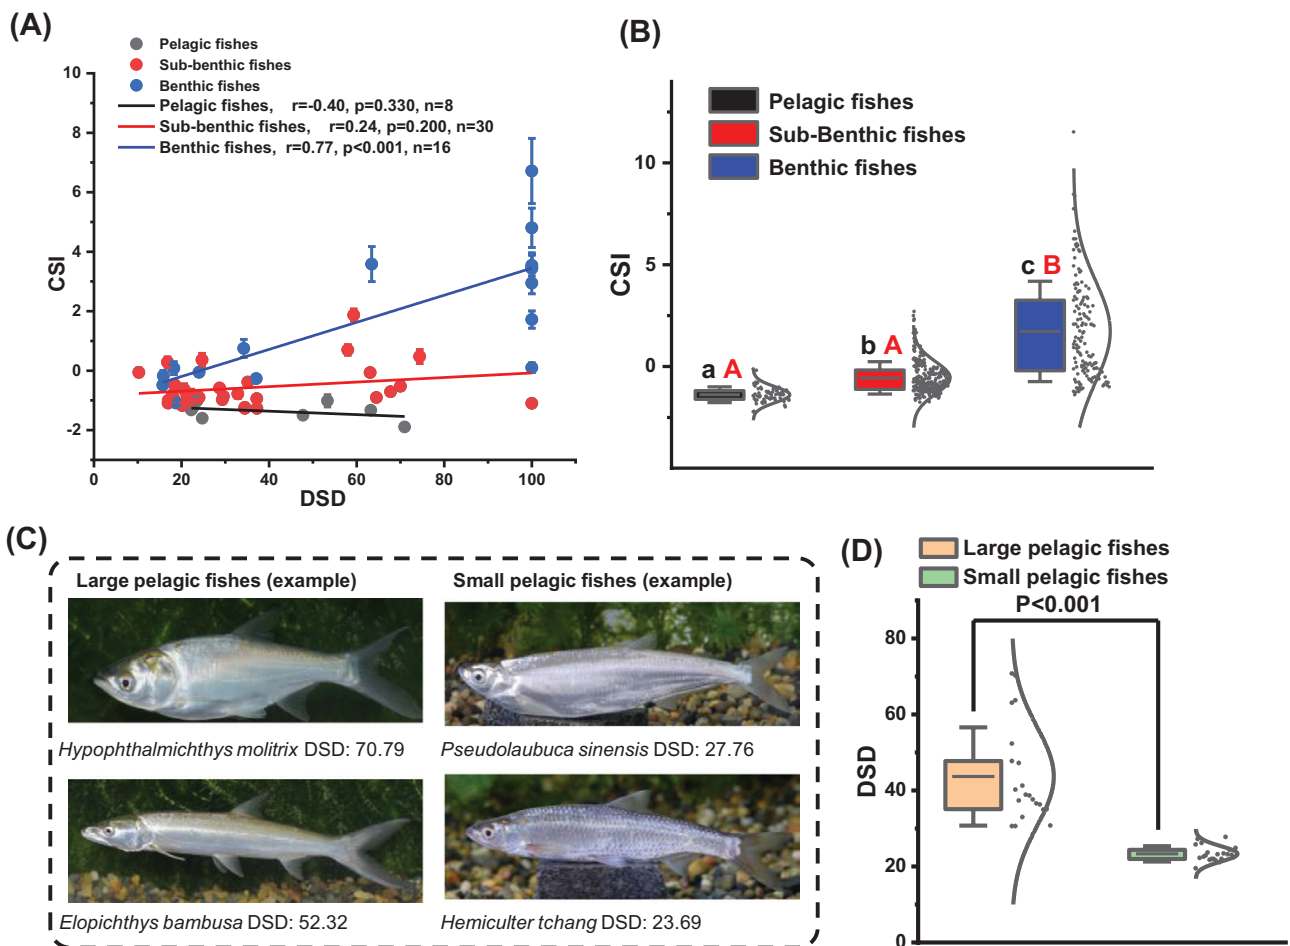 (A)
Pelagic fishes
Sub-benthic fishes
Benthic fishes
Pelagic fishes, r=-0.40, p=0.330, n=8
Sub-benthic fishes, r=0.24, p=0.200, n=30
Benthic fishes, r=0.77, p<0.001, n=16
10
8
6
4
2
0
-2
CSI
0 20 40 60 80 100
DSD
(B)
Pelagic fishes
Sub-Benthic fishes
Benthic fishes
10
5
0
CSI
a A
b A
c B
(C)
Large pelagic fishes (example)
Small pelagic fishes (example)
Hypophthalmichthys molitrix DSD: 70.79
Pseudolaubuca sinensis DSD: 27.76
Elopichthys bambusa DSD: 52.32
Hemiculter tchang DSD: 23.69
(D)
Large pelagic fishes
Small pelagic fishes
P<0.001
80
60
40
20
0
DSD